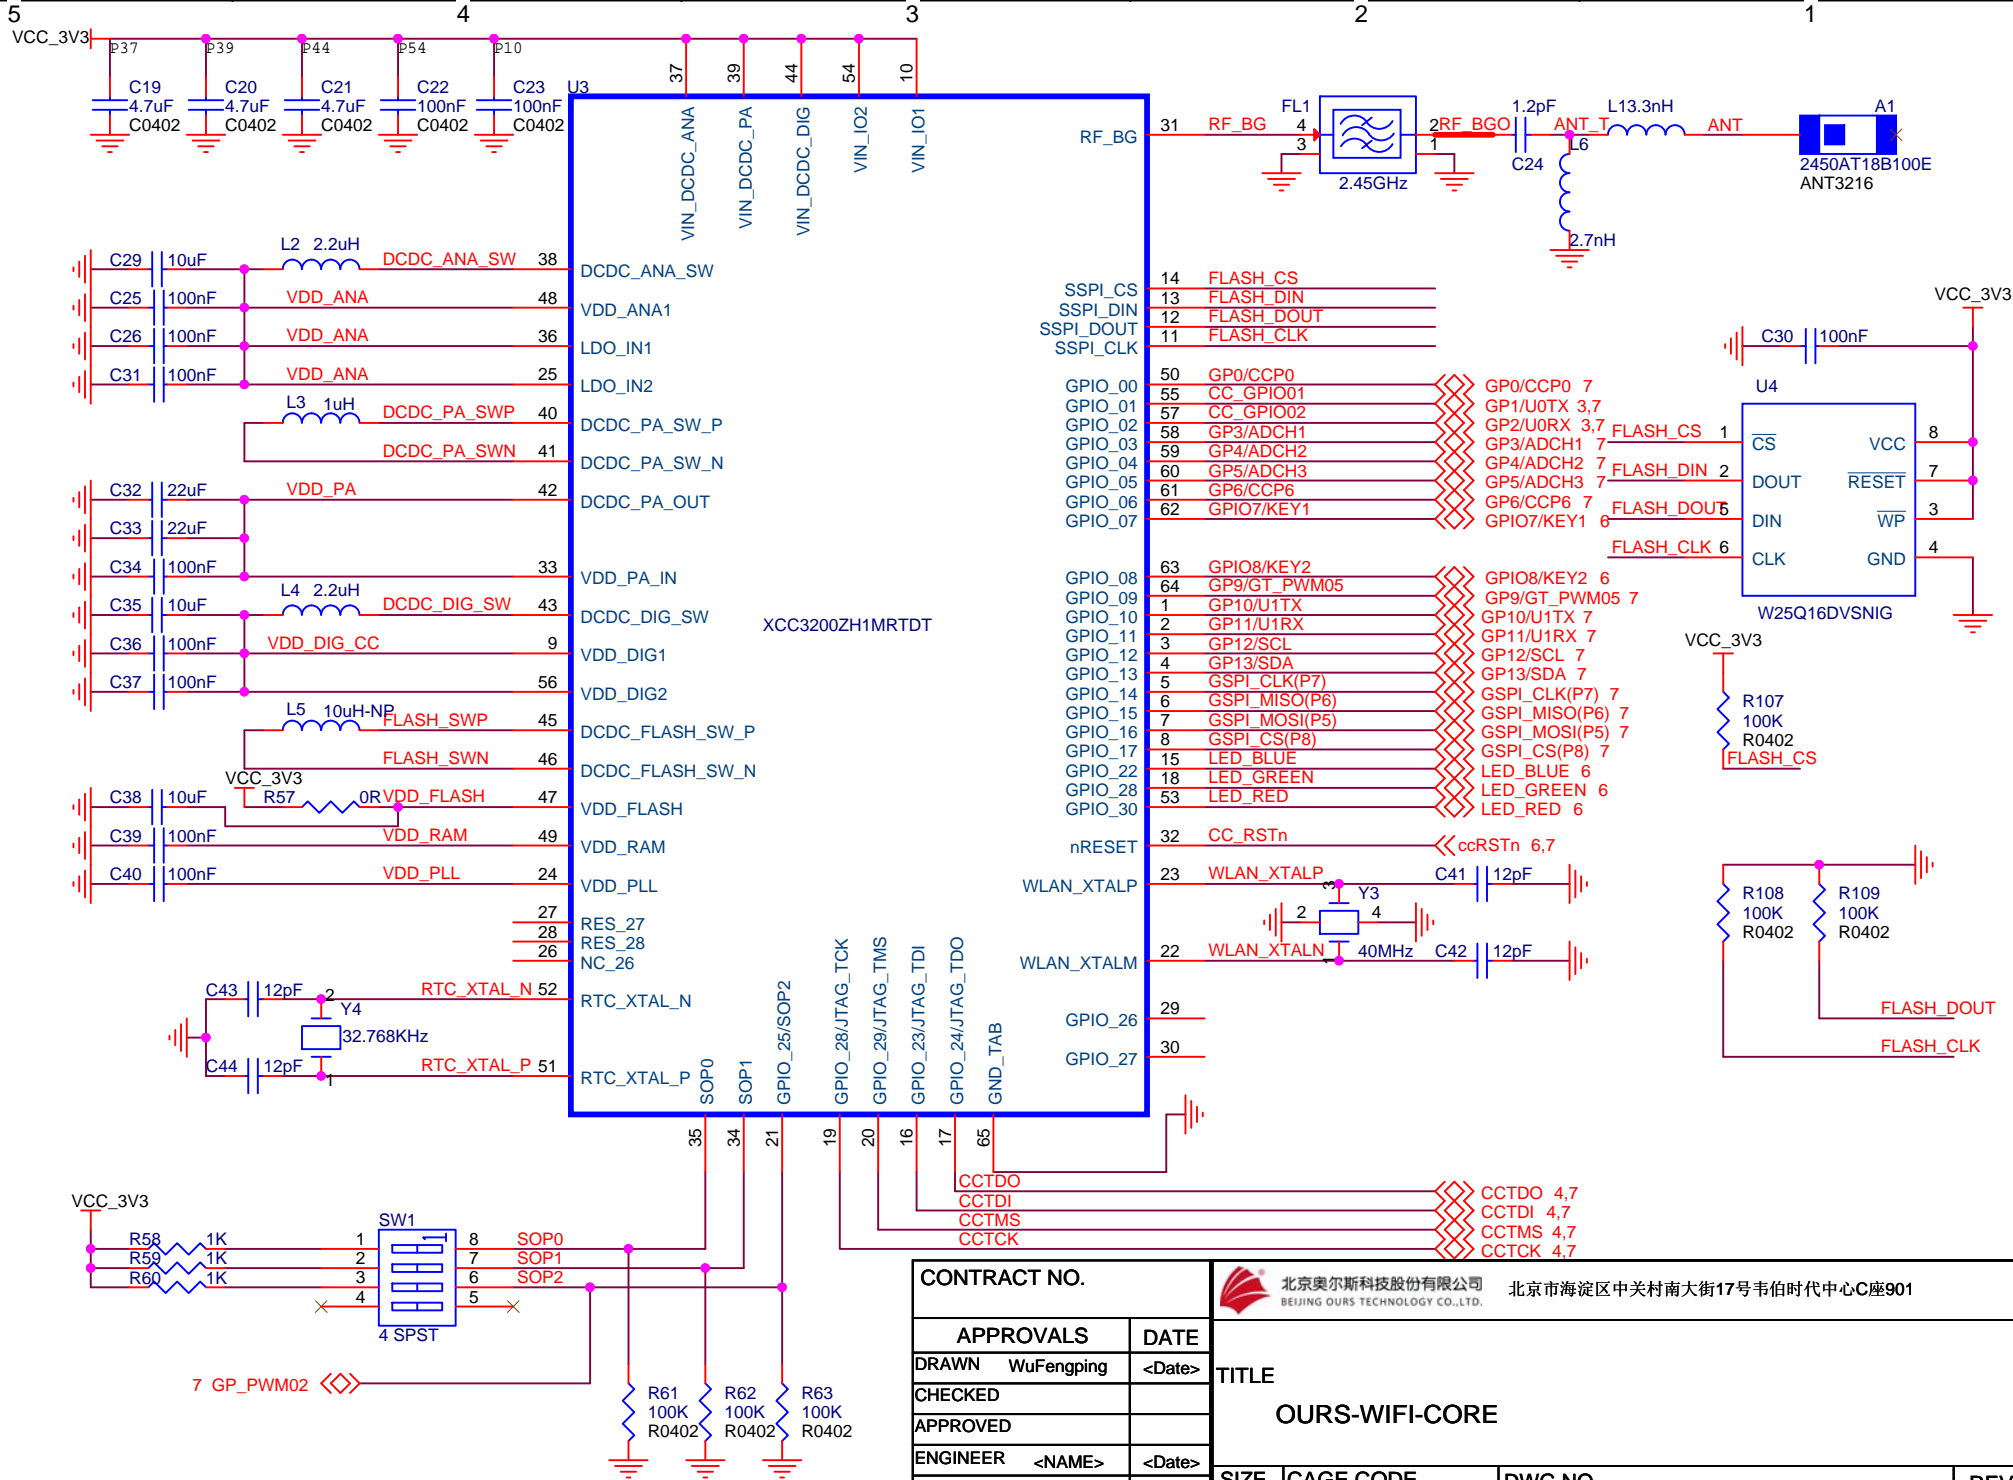 5 4 3 2 1
VCC_3V3
P37 P39 P44 P54 P10
C19 4.7uF C0402
C20 4.7uF C0402
C21 4.7uF C0402
C22 100nF C0402
C23 100nF C0402
U3
37 39 44 54 10
VIN_DCDC_ANA
VIN_DCDC_PA
VIN_DCDC_DIG
VIN_IO2
VIN_IO1
C29 10uF L2 2.2uH DCDC_ANA_SW 38 DCDC_ANA_SW
C25 100nF VDD_ANA 48 VDD_ANA1
C26 100nF VDD_ANA 36 LDO_IN1
C31 100nF VDD_ANA 25 LDO_IN2
L3 1uH DCDC_PA_SWP 40 DCDC_PA_SW_P
DCDC_PA_SWN 41 DCDC_PA_SW_N
C32 22uF VDD_PA 42 DCDC_PA_OUT
C33 22uF
C34 100nF 33 VDD_PA_IN
C35 10uF L4 2.2uH DCDC_DIG_SW 43 DCDC_DIG_SW
C36 100nF VDD_DIG_CC 9 VDD_DIG1
C37 100nF 56 VDD_DIG2
L5 10uH-NP FLASH_SWP 45 DCDC_FLASH_SW_P
FLASH_SWN 46 DCDC_FLASH_SW_N
VCC_3V3
C38 10uF R57 0R VDD_FLASH 47 VDD_FLASH
C39 100nF VDD_RAM 49 VDD_RAM
C40 100nF VDD_PLL 24 VDD_PLL
27 RES_27
28 RES_28
26 NC_26
C43 12pF 2 RTC_XTAL_N 52 RTC_XTAL_N
Y4
32.768KHz
C44 12pF 1 RTC_XTAL_P 51 RTC_XTAL_P
XCC3200ZH1MRTDT
RF_BG 31 RF_BG
FL1 4 3 2 1 2.45GHz
RF_BGO 1.2pF C24 ANT_T L6 2.7nH L13.3nH ANT
A1
2450AT18B100E
ANT3216
SSPI_CS 14 FLASH_CS
SSPI_DIN 13 FLASH_DIN
SSPI_DOUT 12 FLASH_DOUT
SSPI_CLK 11 FLASH_CLK
GPIO_00 50 GP0/CCP0 GP0/CCP0 7
GPIO_01 55 CC_GPIO01 GP1/U0TX 3,7
GPIO_02 57 CC_GPIO02 GP2/U0RX 3,7
GPIO_03 58 GP3/ADCH1 GP3/ADCH1 7
GPIO_04 59 GP4/ADCH2 GP4/ADCH2 7
GPIO_05 60 GP5/ADCH3 GP5/ADCH3 7
GPIO_06 61 GP6/CCP6 GP6/CCP6 7
GPIO_07 62 GPIO7/KEY1 GPIO7/KEY1 6
GPIO_08 63 GPIO8/KEY2 GPIO8/KEY2 6
GPIO_09 64 GP9/GT_PWM05 GP9/GT_PWM05 7
GPIO_10 1 GP10/U1TX GP10/U1TX 7
GPIO_11 2 GP11/U1RX GP11/U1RX 7
GPIO_12 3 GP12/SCL GP12/SCL 7
GPIO_13 4 GP13/SDA GP13/SDA 7
GPIO_14 5 GSPI_CLK(P7) GSPI_CLK(P7) 7
GPIO_15 6 GSPI_MISO(P6) GSPI_MISO(P6) 7
GPIO_16 7 GSPI_MOSI(P5) GSPI_MOSI(P5) 7
GPIO_17 8 GSPI_CS(P8) GSPI_CS(P8) 7
GPIO_22 15 LED_BLUE LED_BLUE 6
GPIO_28 18 LED_GREEN LED_GREEN 6
GPIO_30 53 LED_RED LED_RED 6
nRESET 32 CC_RSTn ccRSTn 6,7
WLAN_XTALP 23 WLAN_XTALP C41 12pF
3 Y3 2 4 1 40MHz
WLAN_XTALM 22 WLAN_XTALN C42 12pF
GPIO_26 29
GPIO_27 30
VCC_3V3
C30 100nF
U4
FLASH_CS 1 CS VCC 8
FLASH_DIN 2 DOUT RESET 7
FLASH_DOUT 5 DIN WP 3
FLASH_CLK 6 CLK GND 4
W25Q16DVSNIG
VCC_3V3
R107
100K
R0402
FLASH_CS
R108 100K R0402
R109 100K R0402
FLASH_DOUT
FLASH_CLK
SOP0
SOP1
GPIO_25/SOP2
GPIO_28/JTAG_TCK
GPIO_29/JTAG_TMS
GPIO_23/JTAG_TDI
GPIO_24/JTAG_TDO
GND_TAB
35 34 21 19 20 16 17 65
CCTDO CCTDO 4,7
CCTDI CCTDI 4,7
CCTMS CCTMS 4,7
CCTCK CCTCK 4,7
VCC_3V3
SW1
1
R58 1K 1 8 SOP0
R59 1K 2 7 SOP1
R60 1K 3 6 SOP2
4 5
4 SPST
7 GP_PWM02
R61 100K R0402
R62 100K R0402
R63 100K R0402
CONTRACT NO.
APPROVALS DATE
DRAWN WuFengping <Date>
CHECKED
APPROVED
ENGINEER <NAME> <Date>
北京奥尔斯科技股份有限公司
BEIJING OURS TECHNOLOGY CO.,LTD.
北京市海淀区中关村南大街17号韦伯时代中心C座901
TITLE
OURS-WIFI-CORE
SIZE CAGE CODE DWG NO REV